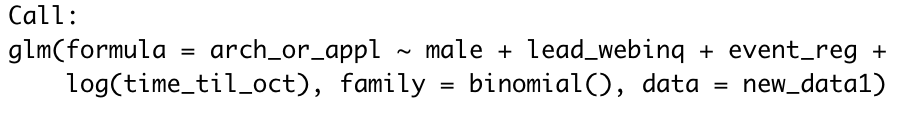 Call:
glm(formula = arch_or_appl ~ male + lead_webinq + event_reg +
    log(time_til_oct), family = binomial(), data = new_data1)